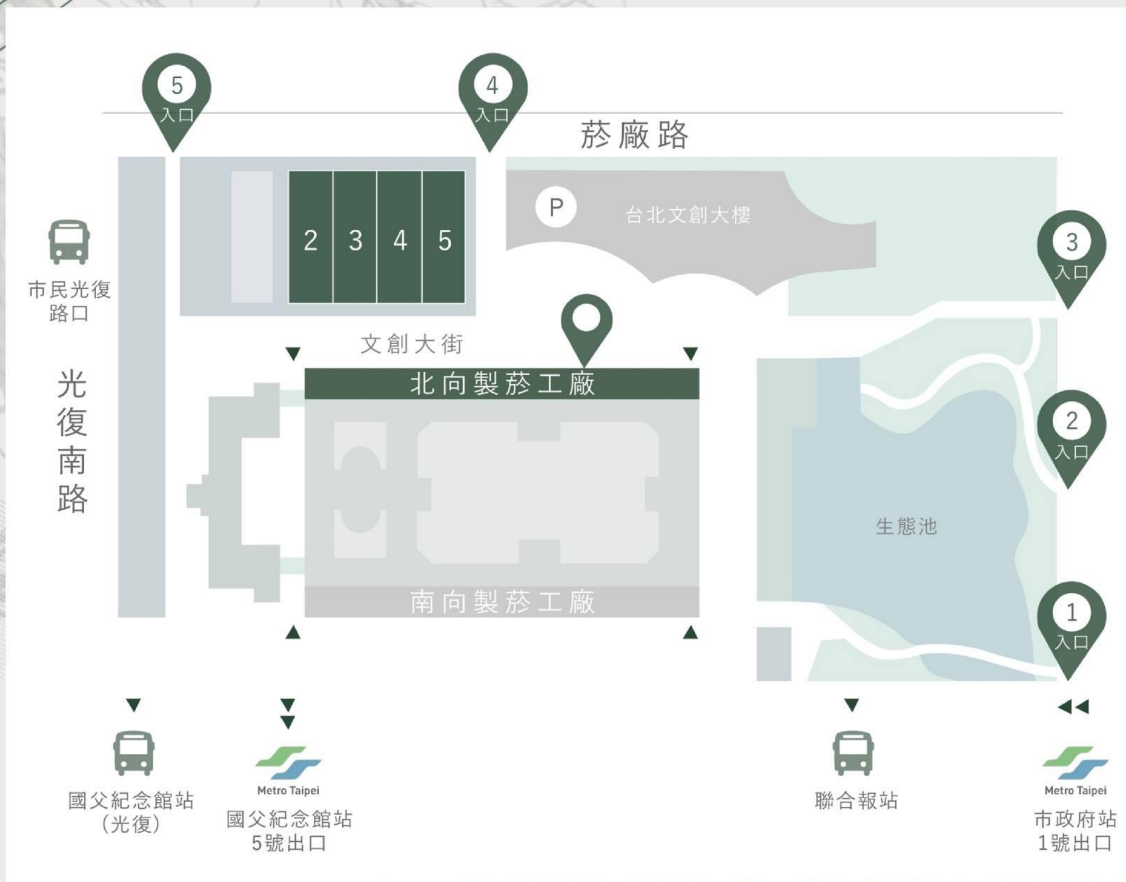 5
入口
4
入口
菸廠路
P
台北文創大樓
2
3
4
5
3
入口
市民光復
路口
文創大街
北向製菸工廠
光復南路
2
入口
生態池
南向製菸工廠
1
入口
Metro Taipei
Metro Taipei
國父紀念館站
(光復)
國父紀念館站
5號出口
聯合報站
市政府站
1號出口